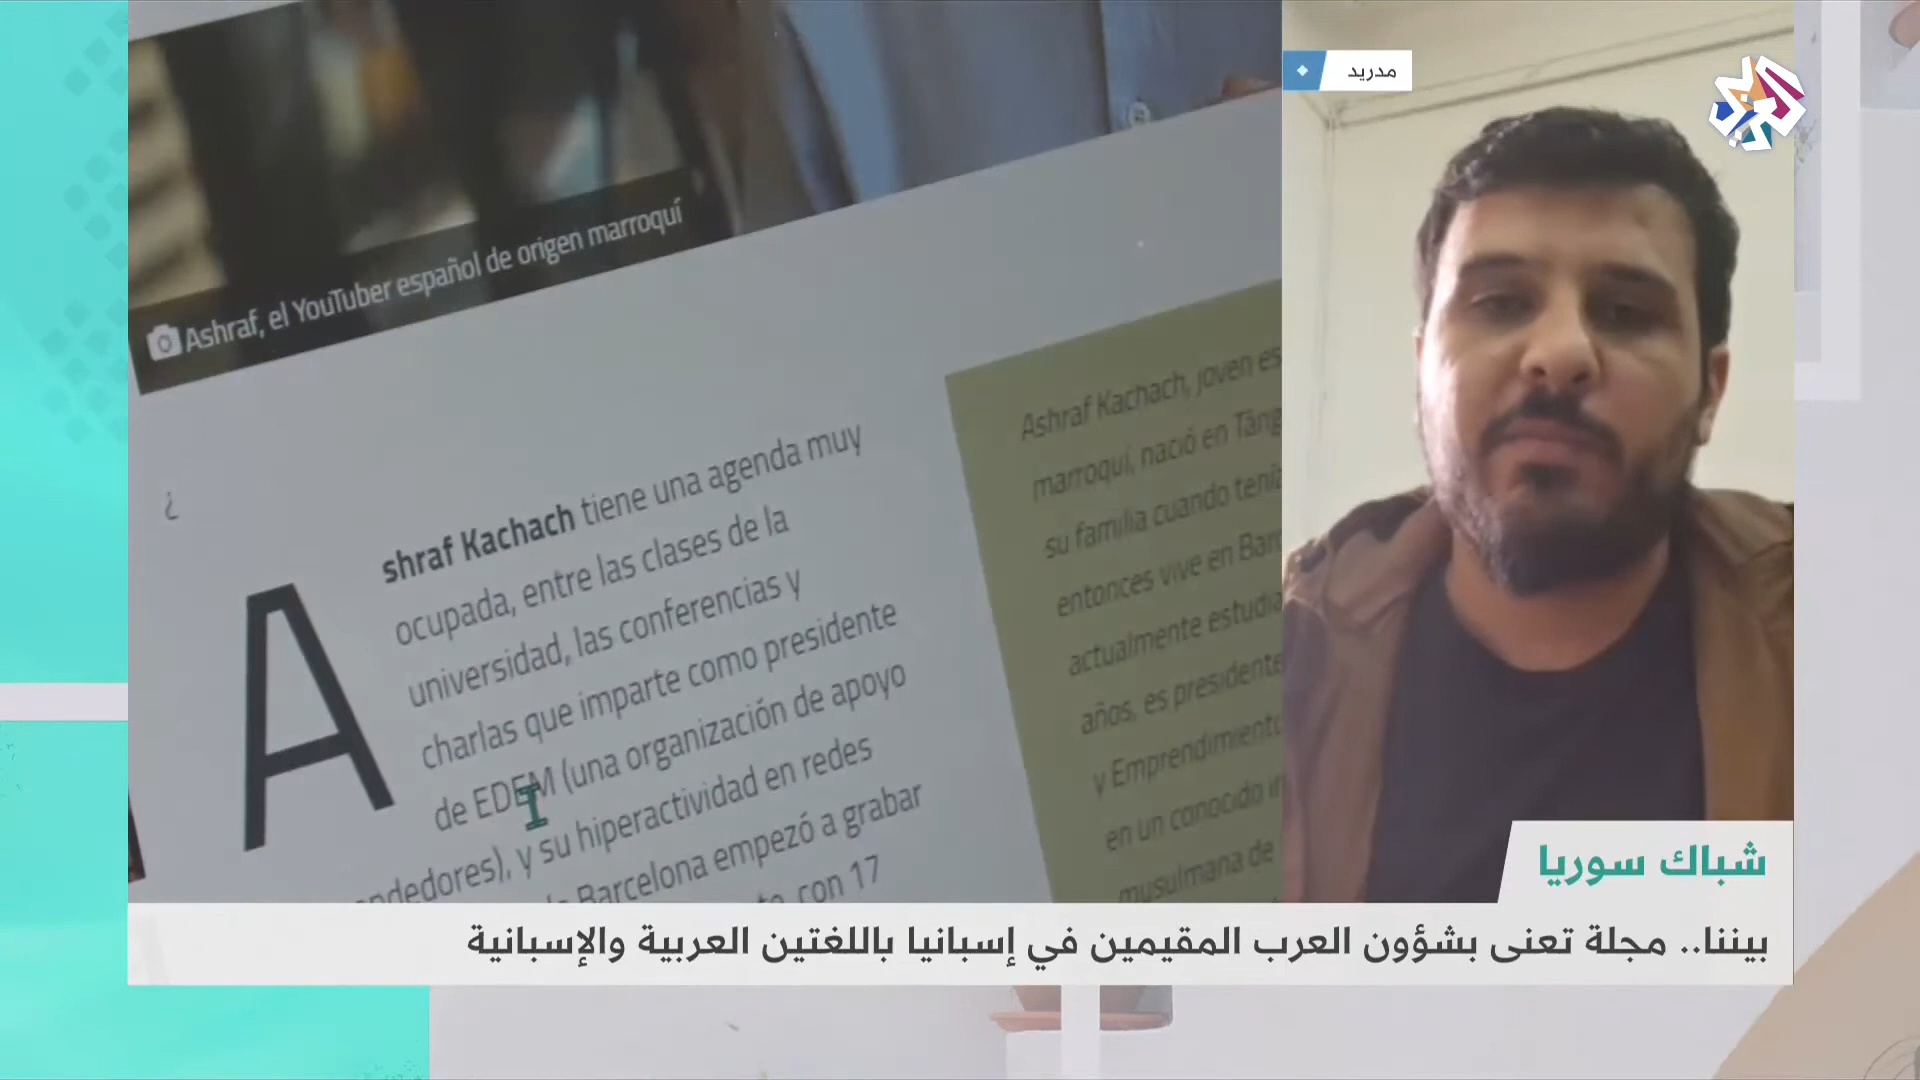 مدريد
Ashraf, el YouTuber español de origen marroquí
¿
Ashraf Kachach tiene una agenda muy
ocupada, entre las clases de la
universidad, las conferencias y
charlas que imparte como presidente
de EDEM (una organización de apoyo
y su hiperactividad en redes
Barcelona empezó a grabar
con 17
Ashraf Kachach, joven es
marroquí, nació en Táng
su familia cuando tenía
entonces vive en Barc
actualmente estudia
años, es presidente
y Emprendimiento
en un conocido
musulmana de
شباك سوريا
بيننا.. مجلة تعنى بشؤون العرب المقيمين في إسبانيا باللغتين العربية والإسبانية